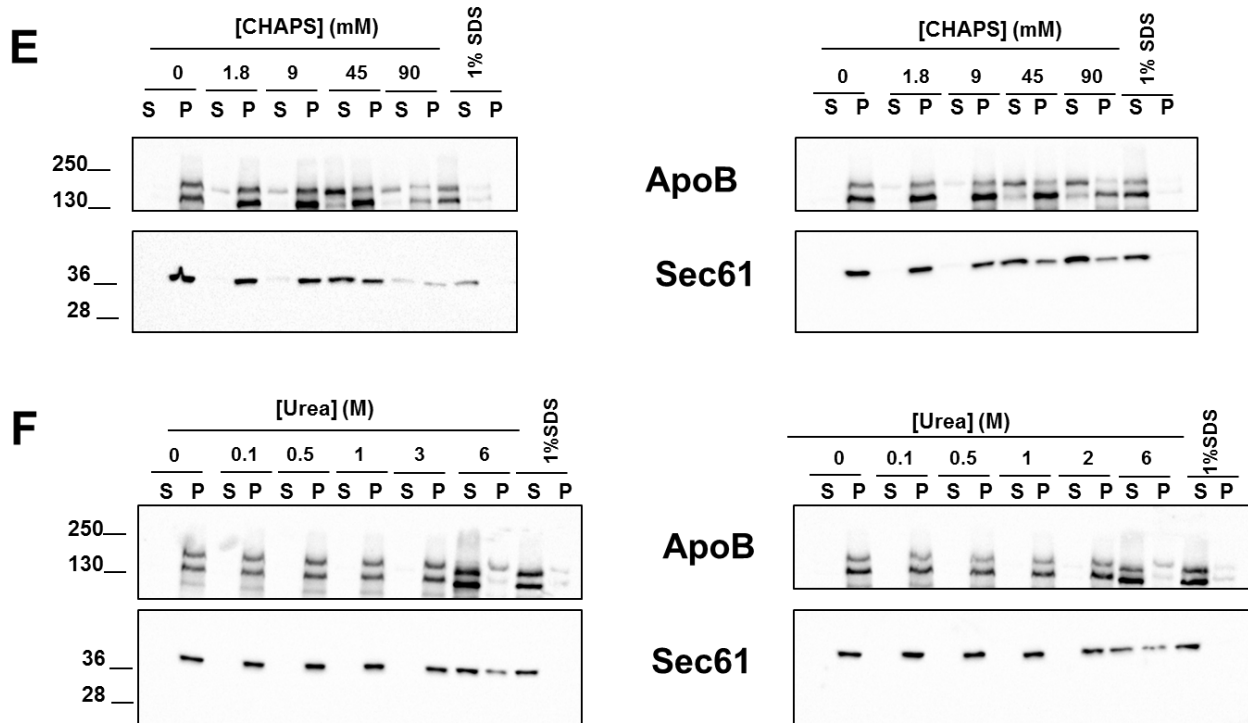 E
[CHAPS] (mM)
1% SDS
0 1.8 9 45 90
S P S P S P S P S P S P
250
130
36
28
[CHAPS] (mM)
1% SDS
0 1.8 9 45 90
S P S P S P S P S P S P
ApoB
Sec61
F
[Urea] (M)
1%SDS
0 0.1 0.5 1 3 6
S P S P S P S P S P S P S P
250
130
36
28
[Urea] (M)
1%SDS
0 0.1 0.5 1 2 6
S P S P S P S P S P S P S P
ApoB
Sec61